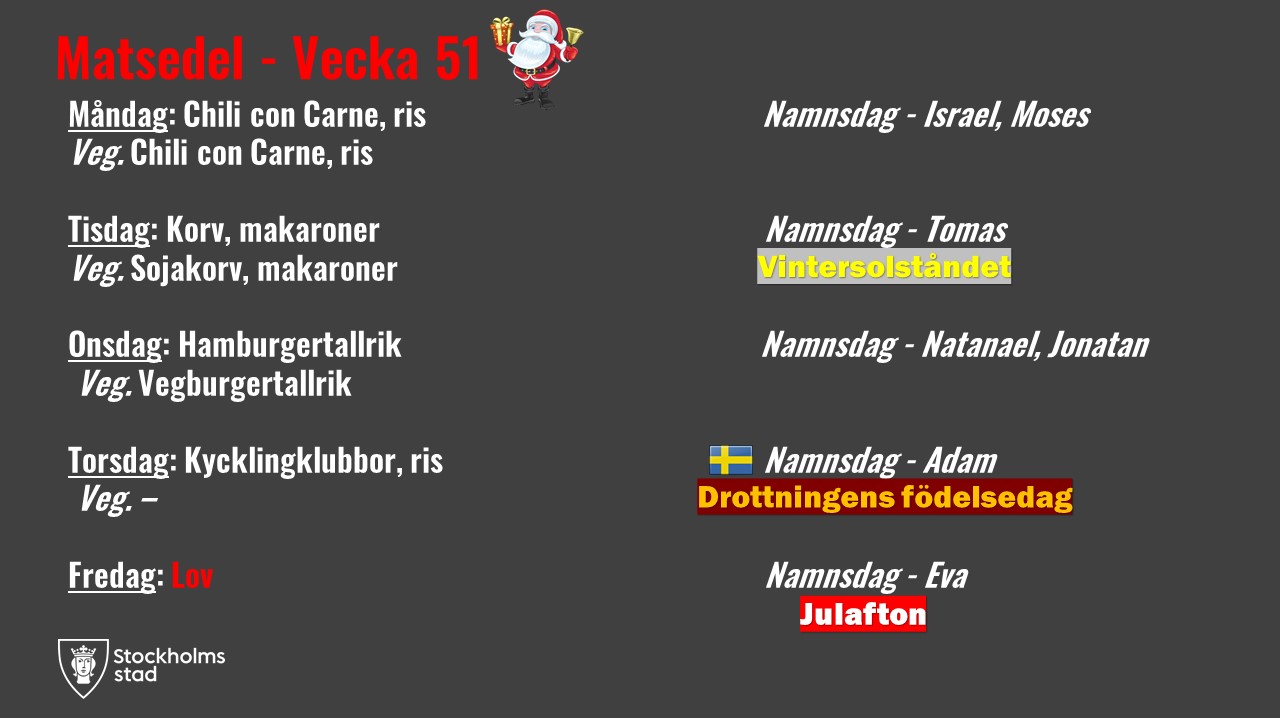 Matsedel - Vecka 51
Måndag: Chili con Carne, ris
Namnsdag - Israel, Moses
Veg. Chili con Carne, ris
Tisdag: Korv, makaroner
Namnsdag - Tomas
Veg. Sojakorv, makaroner
Vintersolståndet
Onsdag: Hamburgertallrik
Namnsdag - Natanael, Jonatan
Veg. Vegburgertallrik
Torsdag: Kycklingklubbor, ris
Namnsdag - Adam
Veg. –
Drottningens födelsedag
Fredag: Lov
Namnsdag - Eva
Julafton
Stockholms
stad